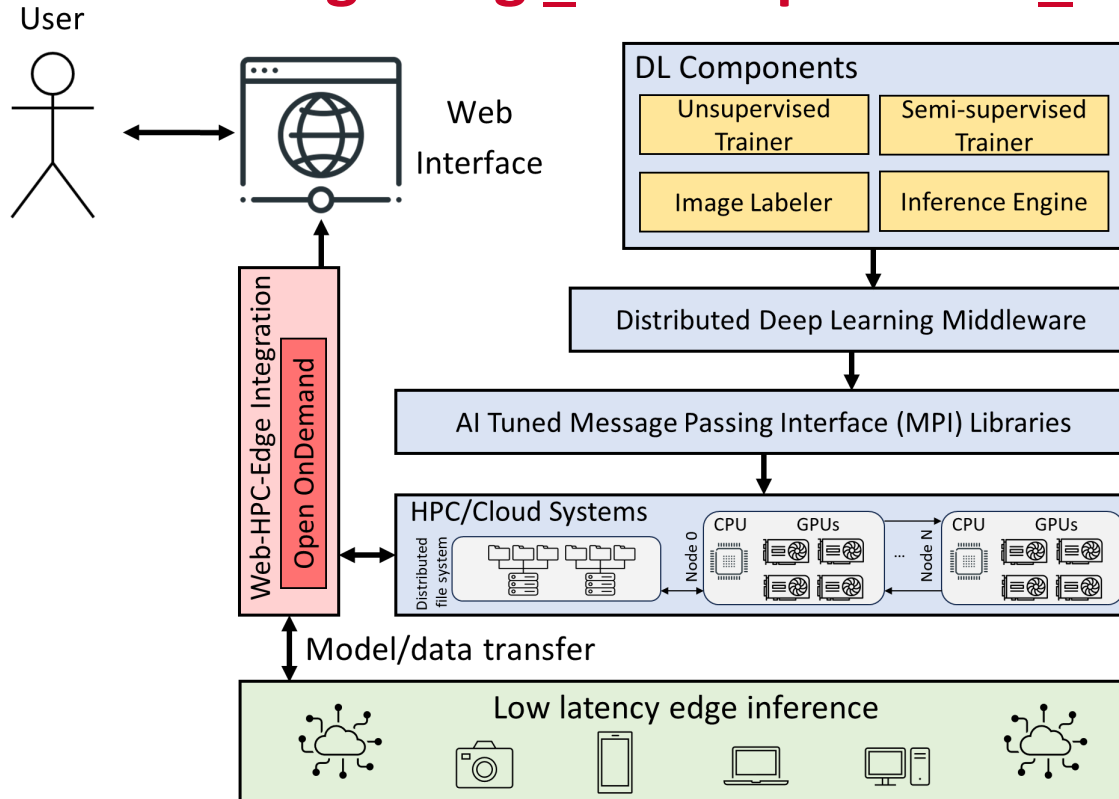 User
Web
Interface
DL Components
Unsupervised
Trainer
Semi-supervised
Trainer
Image Labeler
Inference Engine
Distributed Deep Learning Middleware
AI Tuned Message Passing Interface (MPI) Libraries
Web-HPC-Edge Integration
Open OnDemand
HPC/Cloud Systems
Distributed
file system
Node 0
CPU
GPUs
...
Node N
CPU
GPUs
Model/data transfer
Low latency edge inference